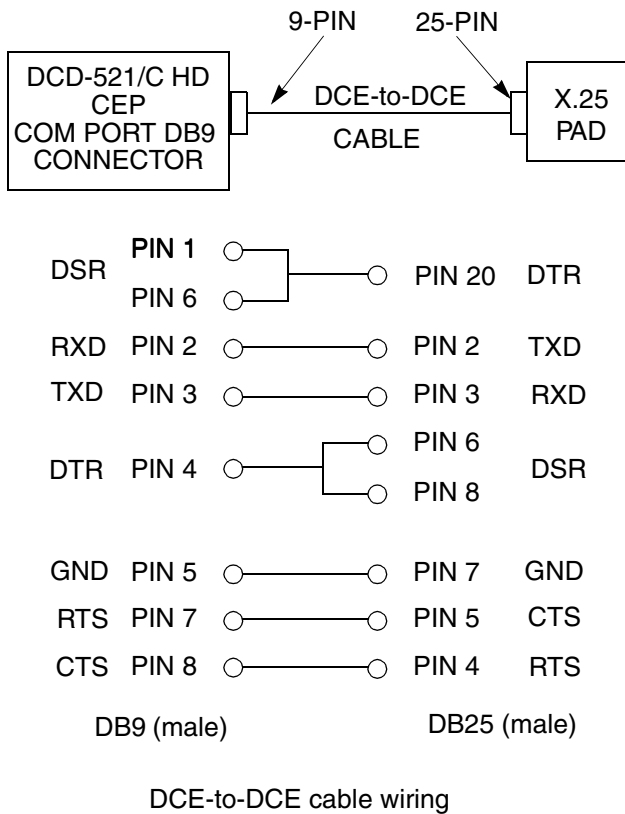 9-PIN 25-PIN
DCD-521/C HD
CEP
COM PORT DB9
CONNECTOR
DCE-to-DCE
CABLE
X.25
PAD
DSR PIN 1
PIN 6
PIN 20 DTR
RXD PIN 2 PIN 2 TXD
TXD PIN 3 PIN 3 RXD
DTR PIN 4
PIN 6
PIN 8
DSR
GND PIN 5 PIN 7 GND
RTS PIN 7 PIN 5 CTS
CTS PIN 8 PIN 4 RTS
DB9 (male) DB25 (male)
DCE-to-DCE cable wiring